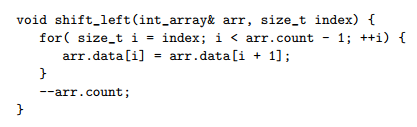 void shift_left(int_array& arr, size_t index) {
   for( size_t i = index; i < arr.count - 1; ++i) {
      arr.data[i] = arr.data[i + 1];
   }
   --arr.count;
}